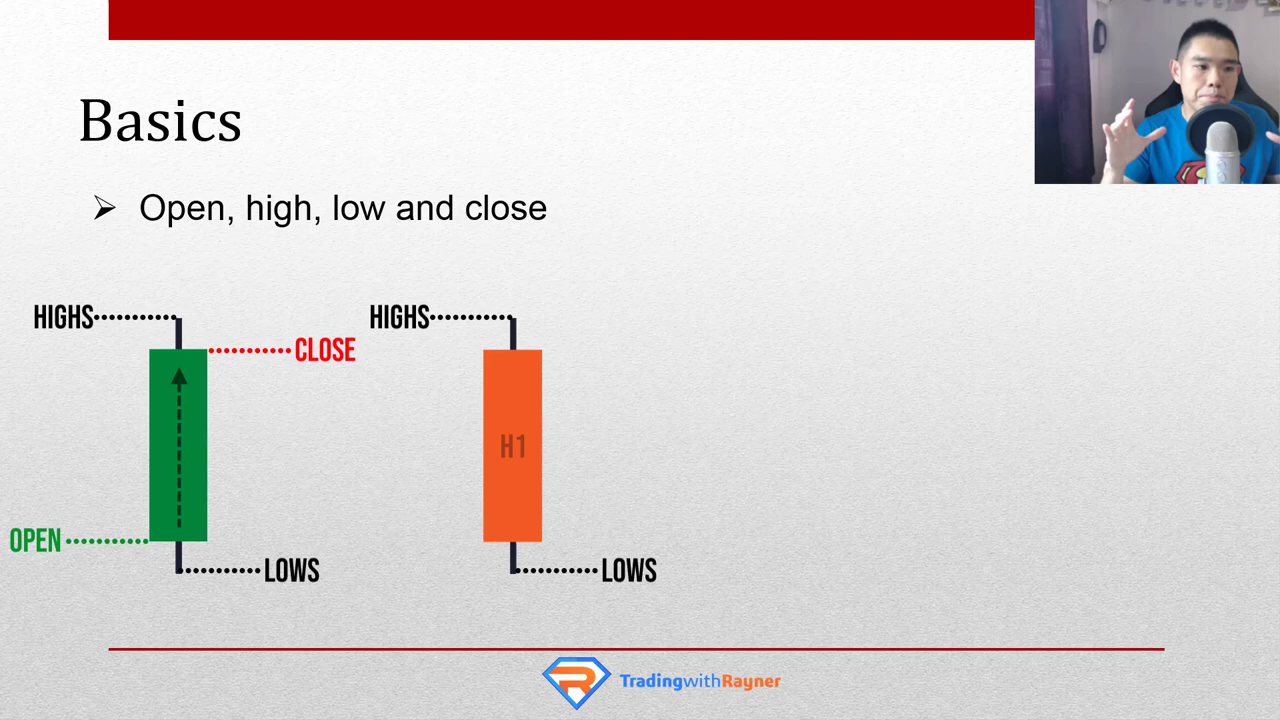 Basics
Open, high, low and close
HIGHS
HIGHS
CLOSE
H1
OPEN
LOWS
LOWS
R TradingwithRayner